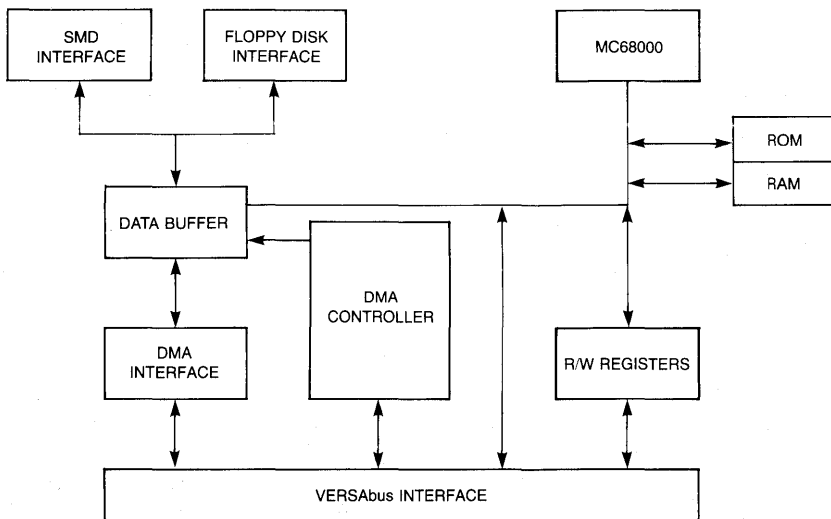 SMD
INTERFACE
FLOPPY DISK
INTERFACE
MC68000
ROM
RAM
DATA BUFFER
DMA
CONTROLLER
DMA
INTERFACE
R/W REGISTERS
VERSAbus INTERFACE